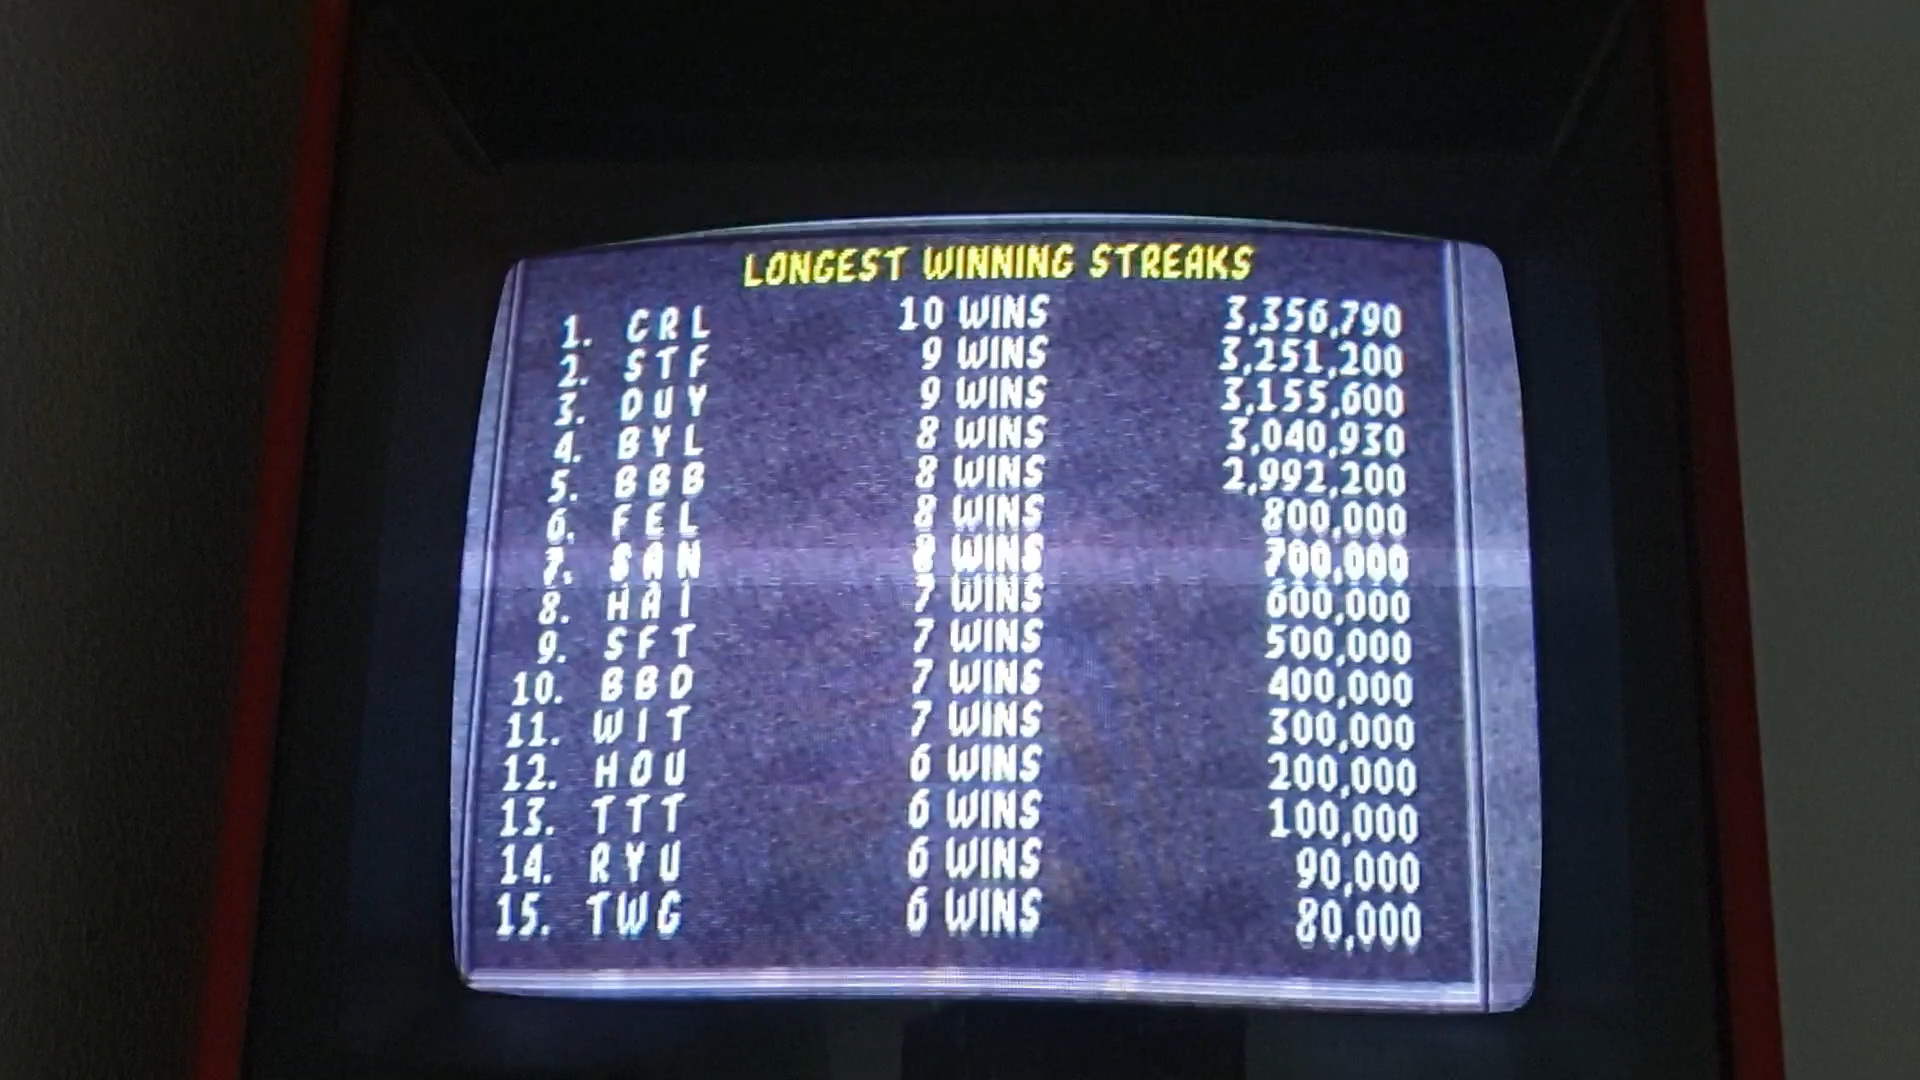 LONGEST WINNING STREAKS
1. CRL 10 WINS 3,356,790
2. STF 9 WINS 3,251,200
3. DUY 9 WINS 3,155,600
4. BYL 8 WINS 3,040,930
5. BBB 8 WINS 2,992,200
6. FEL 8 WINS 800,000
7. SAN 8 WINS 700,000
8. HAI 7 WINS 600,000
9. SFT 7 WINS 500,000
10. BBD 7 WINS 400,000
11. WIT 7 WINS 300,000
12. HOU 6 WINS 200,000
13. TTT 6 WINS 100,000
14. RYU 6 WINS 90,000
15. TWG 6 WINS 80,000